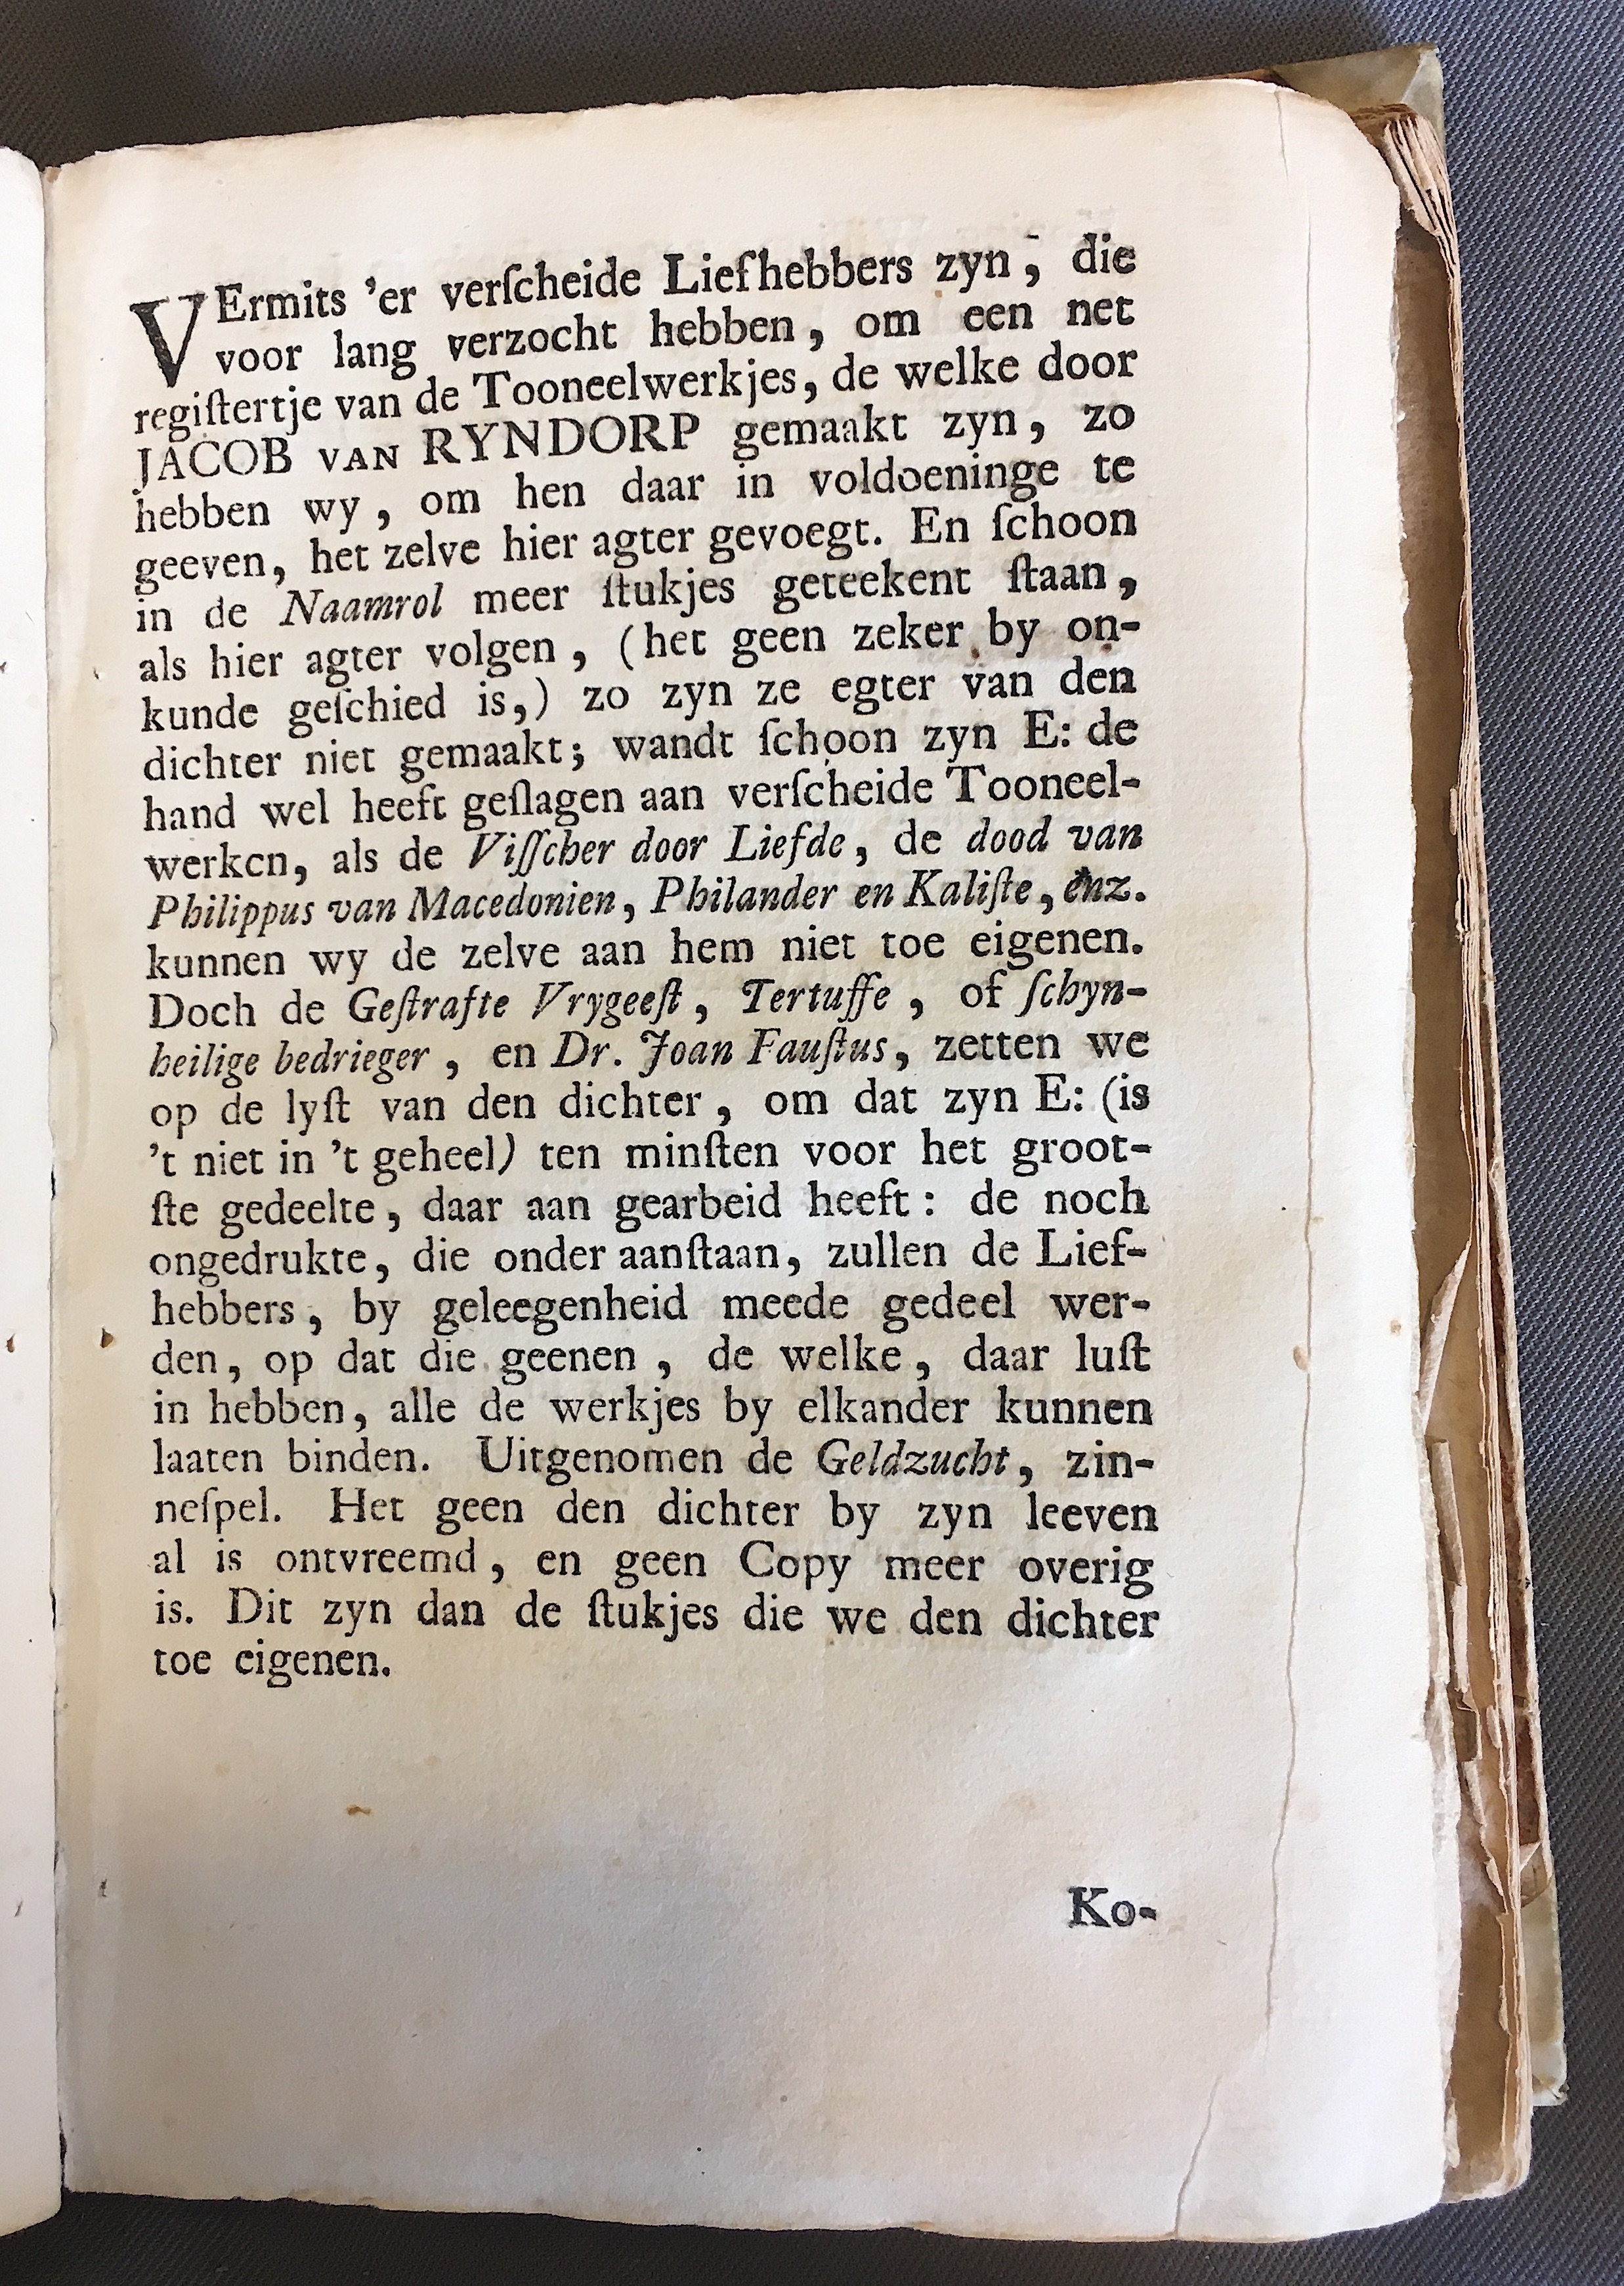 VErmits 'er verſcheide Liefhebbers zyn, die
voor lang verzocht hebben, om een net
regiſtertje van de Tooneelwerkjes, de welke door
JACOB VAN RYNDORP gemaakt zyn, zo
hebben wy, om hen daar in voldoeninge te
geeven, het zelve hier agter gevoegt. En ſchoon
in de Naamrol meer ſtukjes geteekent ſtaan,
als hier agter volgen, (het geen zeker by on-
kunde geſchied is,) zo zyn ze egter van den
dichter niet gemaakt; wandt ſchoon zyn E: de
hand wel heeft geſlagen aan verſcheide Tooneel-
werken, als de Viſſcher door Liefde, de dood van
Philippus van Macedonien, Philander en Kaliſte, enz.
kunnen wy de zelve aan hem niet toe eigenen.
Doch de Geſtrafte Vrygeeſt, Tertuffe, of ſchyn-
heilige bedrieger, en Dr. Joan Fauſtus, zetten we
op de lyſt van den dichter, om dat zyn E: (is
't niet in 't geheel) ten minſten voor het groot-
ſte gedeelte, daar aan gearbeid heeft: de noch
ongedrukte, die onder aanſtaan, zullen de Lief-
hebbers, by geleegenheid meede gedeel wer-
den, op dat die geenen, de welke, daar luſt
in hebben, alle de werkjes by elkander kunnen
laaten binden. Uitgenomen de Geldzucht, zin-
neſpel. Het geen den dichter by zyn leeven
al is ontvreemd, en geen Copy meer overig
is. Dit zyn dan de ſtukjes die we den dichter
toe eigenen.
Ko-